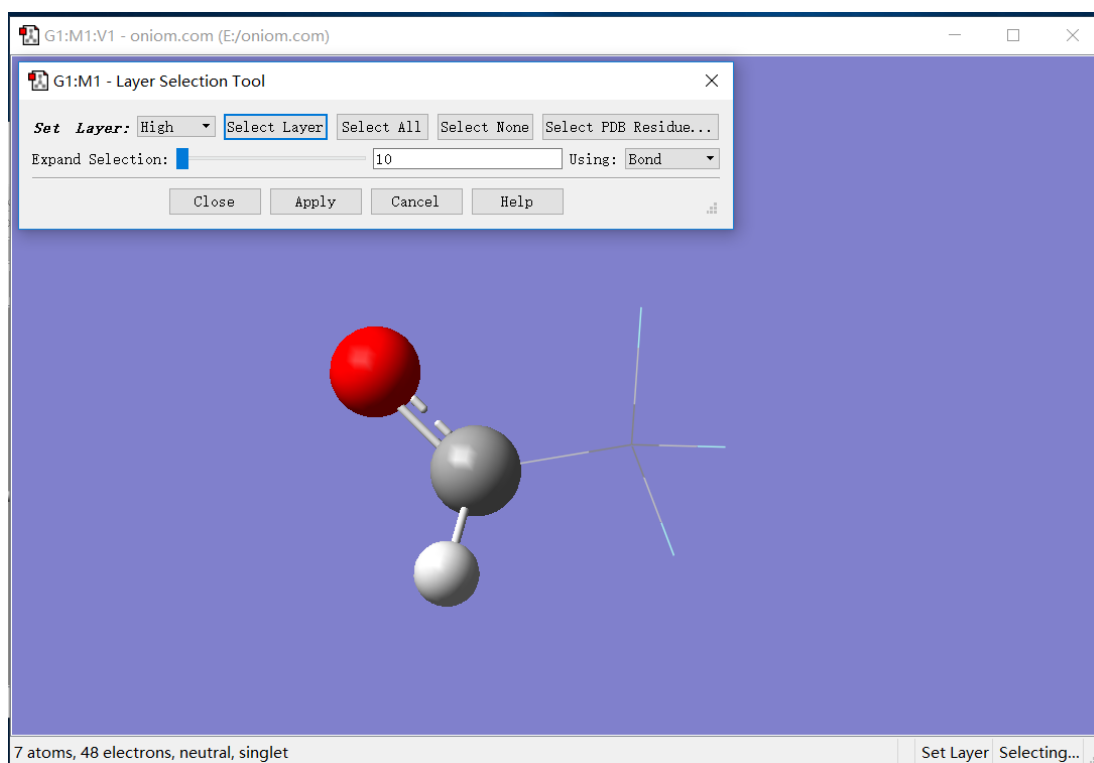 G1:M1:V1 - oniom.com (E:/oniom.com)
G1:M1 - Layer Selection Tool
Set Layer: High Select Layer Select All Select None Select PDB Residue...
Expand Selection: 10 Using: Bond
Close Apply Cancel Help
7 atoms, 48 electrons, neutral, singlet Set Layer Selecting...